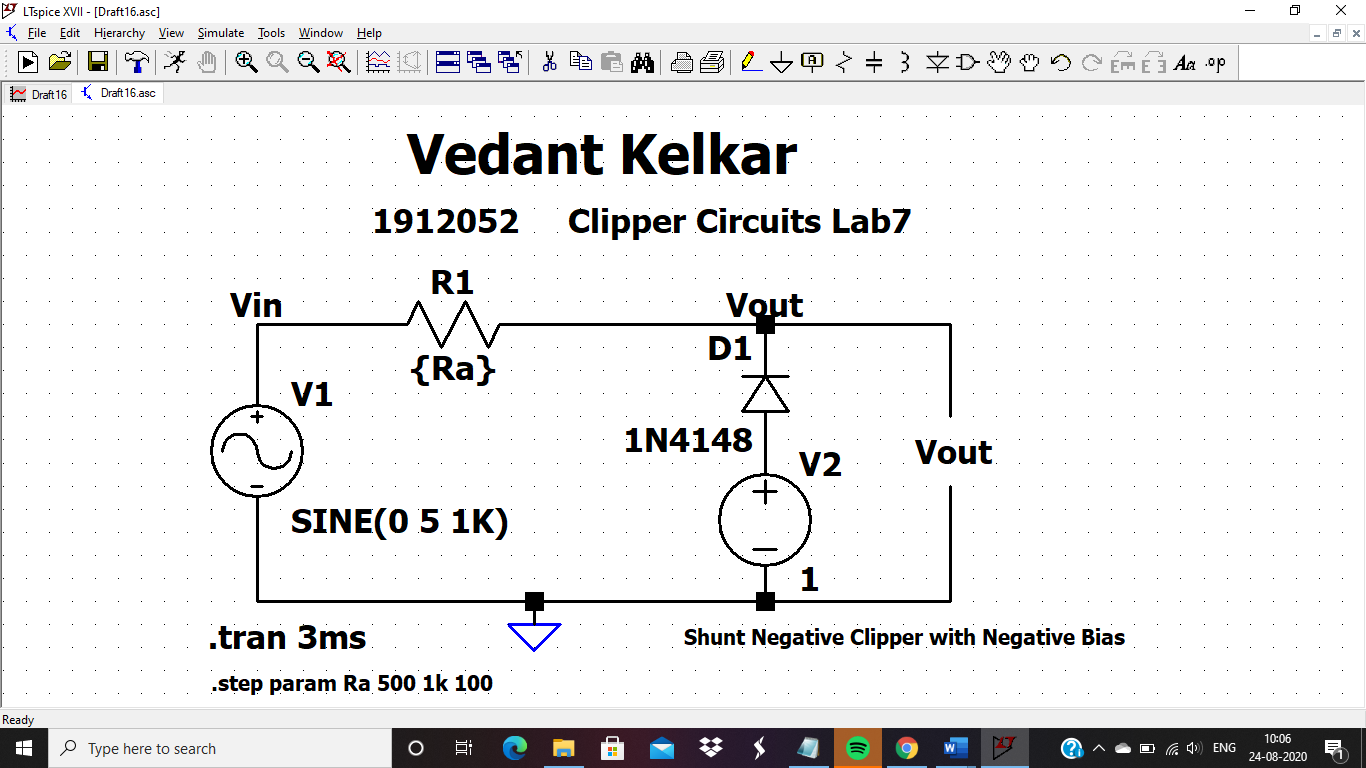 LTspice XVII - [Draft16.asc]
File Edit Hierarchy View Simulate Tools Window Help
Aa .op
Draft16 Draft16.asc
Vedant Kelkar
1912052 Clipper Circuits Lab7
R1
Vin
Vout
D1
{Ra}
V1
1N4148
Vout
V2
SINE(0 5 1K)
1
.tran 3ms
Shunt Negative Clipper with Negative Bias
.step param Ra 500 1k 100
Ready
Type here to search
ENG
10:06
24-08-2020
1